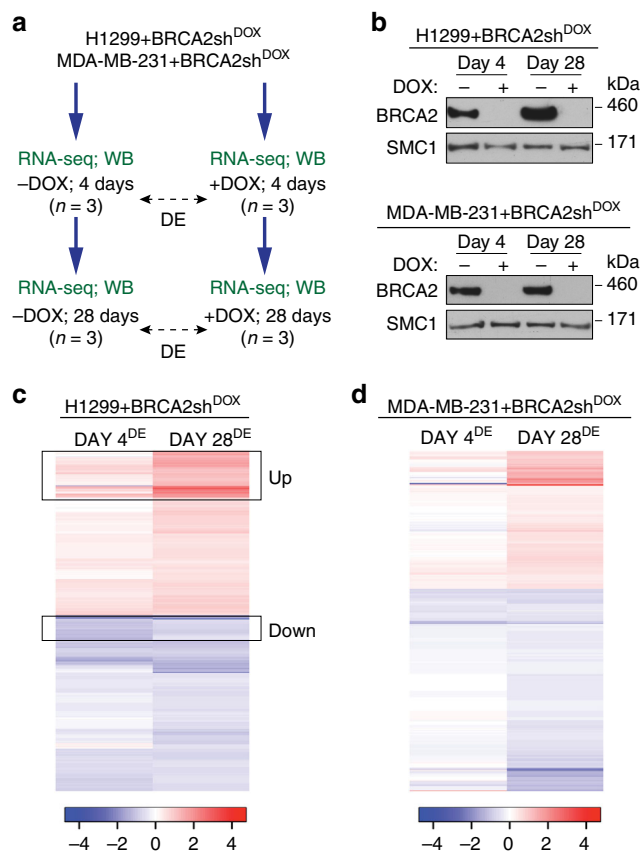 a
H1299+BRCA2sh^DOX
MDA-MB-231+BRCA2sh^DOX
RNA-seq; WB RNA-seq; WB
–DOX; 4 days +DOX; 4 days
(n = 3) DE (n = 3)
RNA-seq; WB RNA-seq; WB
–DOX; 28 days +DOX; 28 days
(n = 3) DE (n = 3)
b
H1299+BRCA2sh^DOX
Day 4 Day 28 kDa
DOX: – + – +
BRCA2 460
SMC1 171
MDA-MB-231+BRCA2sh^DOX
Day 4 Day 28 kDa
DOX: – + – +
BRCA2 460
SMC1 171
c
H1299+BRCA2sh^DOX
DAY 4^DE DAY 28^DE
Up
Down
–4 –2 0 2 4
d
MDA-MB-231+BRCA2sh^DOX
DAY 4^DE DAY 28^DE
–4 –2 0 2 4